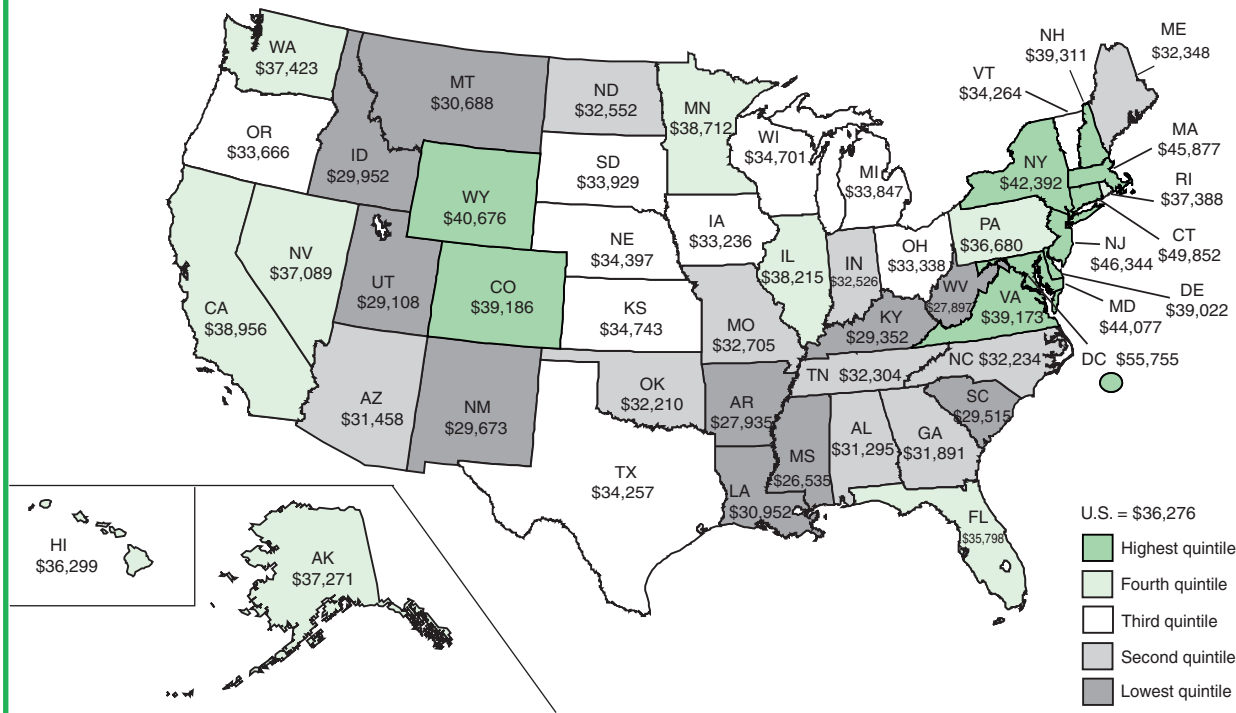 WA
$37,423
OR
$33,666
CA
$38,956
NV
$37,089
ID
$29,952
MT
$30,688
WY
$40,676
UT
$29,108
CO
$39,186
AZ
$31,458
NM
$29,673
ND
$32,552
SD
$33,929
NE
$34,397
KS
$34,743
OK
$32,210
TX
$34,257
MN
$38,712
IA
$33,236
MO
$32,705
AR
$27,935
LA
$30,952
WI
$34,701
IL
$38,215
MI
$33,847
IN
$32,526
OH
$33,338
KY
$29,352
TN $32,304
MS
$26,535
AL
$31,295
GA
$31,891
FL
$35,798
SC
$29,515
NC $32,234
VA
$39,173
WV
$27,897
PA
$36,680
NY
$42,392
VT
$34,264
NH
$39,311
ME
$32,348
MA
$45,877
RI
$37,388
CT
$49,852
NJ
$46,344
DE
$39,022
MD
$44,077
DC $55,755
HI
$36,299
AK
$37,271
U.S. = $36,276
Highest quintile
Fourth quintile
Third quintile
Second quintile
Lowest quintile